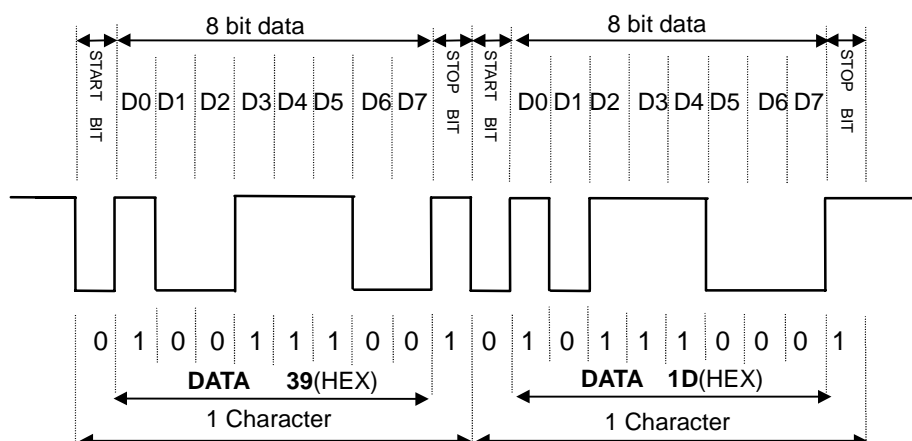 8 bit data 8 bit data
START BIT D0 D1 D2 D3 D4 D5 D6 D7 STOP BIT START BIT D0 D1 D2 D3 D4 D5 D6 D7 STOP BIT
0 1 0 0 1 1 1 0 0 1 0 1 0 1 1 1 0 0 0 1
DATA 39(HEX) DATA 1D(HEX)
1 Character 1 Character